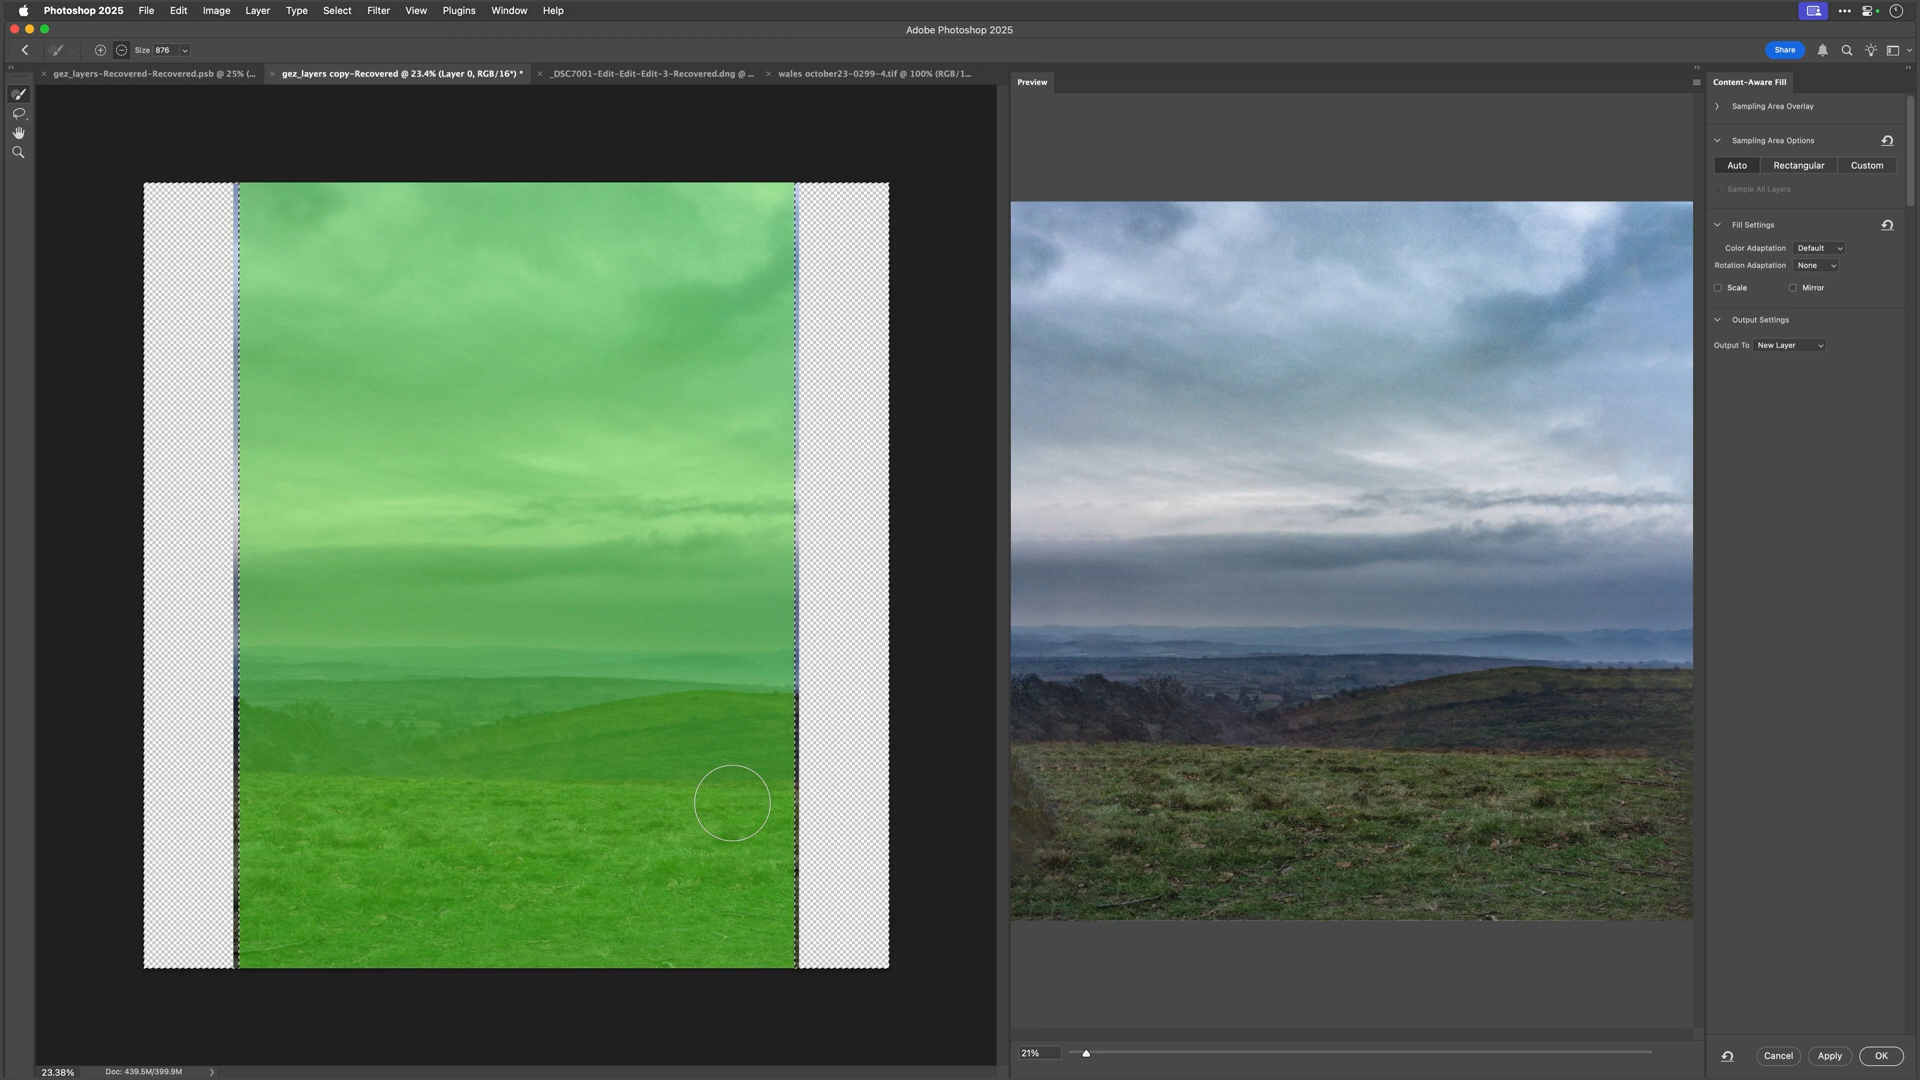 Photoshop 2025 File Edit Image Layer Type Select Filter View Plugins Window Help
Adobe Photoshop 2025
Size 876 Share
gez_layers-Recovered-Recovered.psb @ 25% (... gez_layers copy-Recovered @ 23.4% (Layer 0, RGB/16*) * _DSC7001-Edit-Edit-Edit-3-Recovered.dng @ ... wales october23-0299-4.tif @ 100% (RGB/1...
Preview
Content-Aware Fill
Sampling Area Overlay
Sampling Area Options
Auto Rectangular Custom
Sample All Layers
Fill Settings
Color Adaptation Default
Rotation Adaptation None
Scale Mirror
Output Settings
Output To New Layer
21%
Cancel Apply OK
23.38% Doc: 439.5M/399.9M